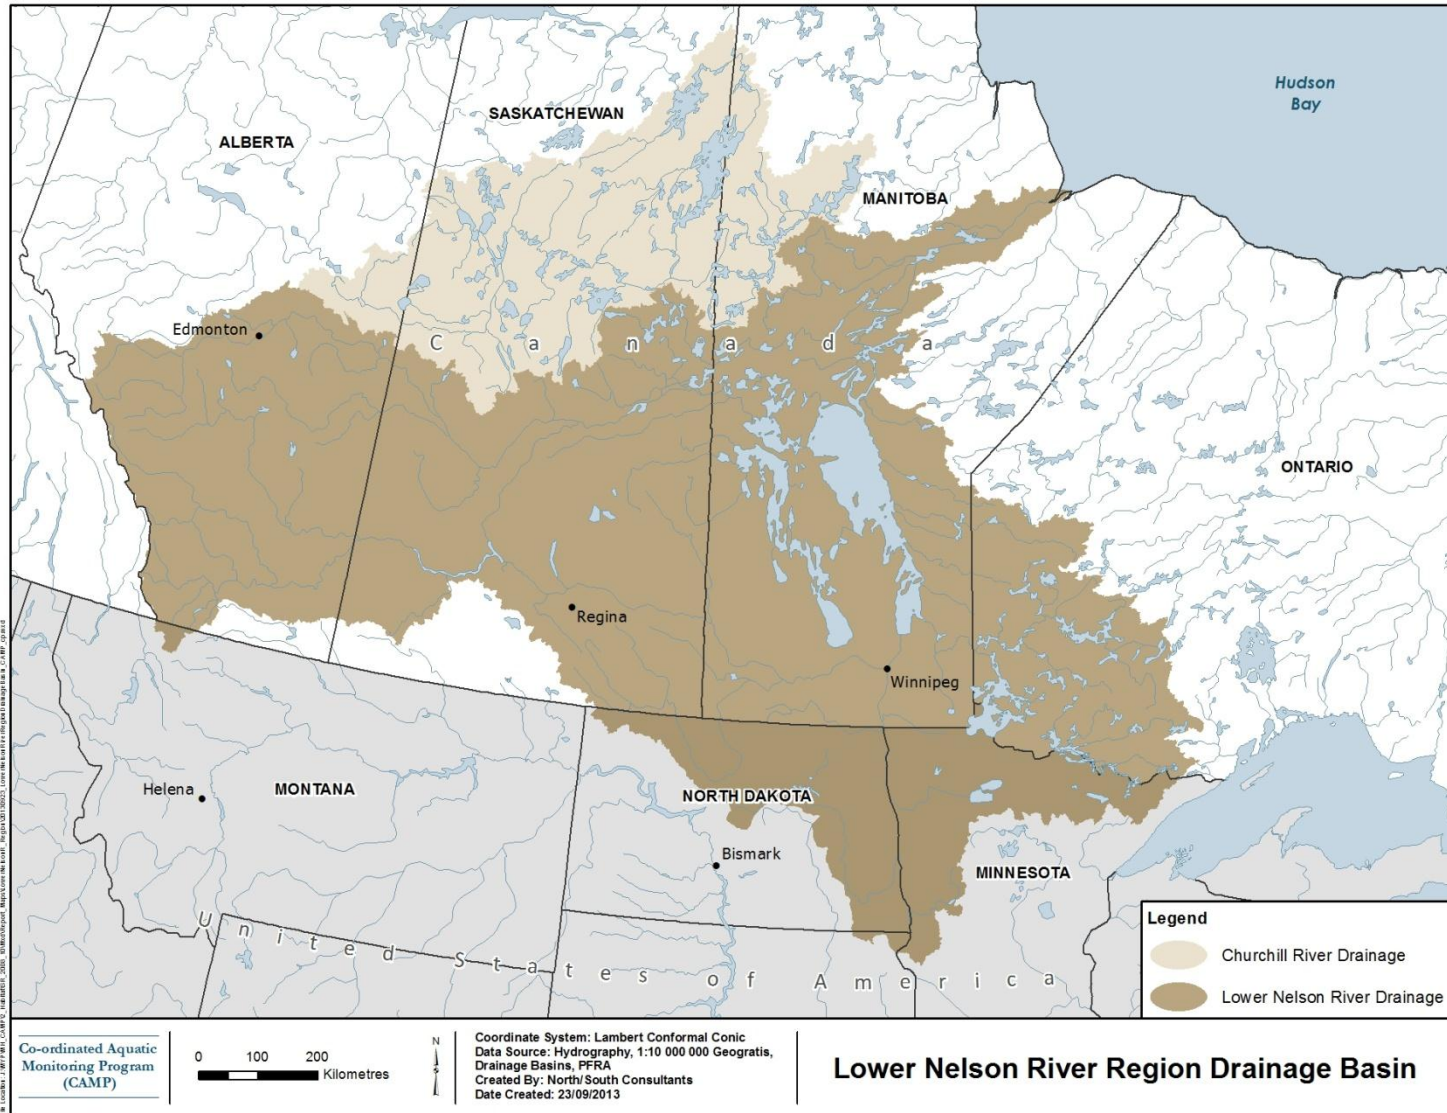 Hudson
Bay
SASKATCHEWAN
ALBERTA
MANITOBA
Edmonton
Canada
ONTARIO
Regina
Winnipeg
Helena
MONTANA
NORTH DAKOTA
Bismark
MINNESOTA
United States of America
Legend
Churchill River Drainage
Lower Nelson River Drainage
Co-ordinated Aquatic
Monitoring Program
(CAMP)
0 100 200
Kilometres
N
Coordinate System: Lambert Conformal Conic
Data Source: Hydrography, 1:10 000 000 Geogratis,
Drainage Basins, PFRA
Created By: North/South Consultants
Date Created: 23/09/2013
Lower Nelson River Region Drainage Basin